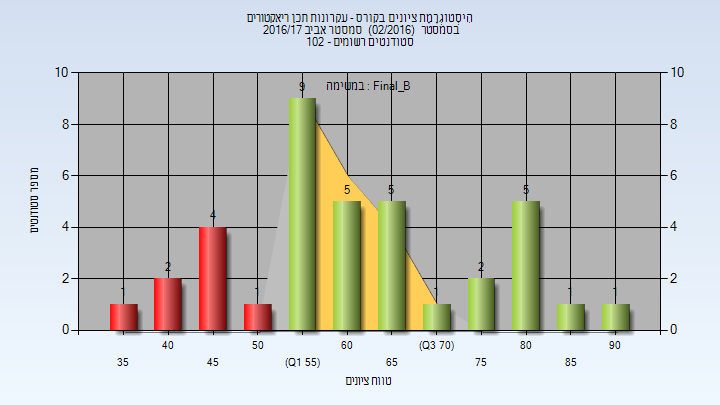 היסטוגרמת ציונים בקורס - עקרונות תכן ריאקטורים
בסמסטר (02/2016) סמסטר אביב 2016/17
סטודנטים רשומים - 102
במטימה : Final_B
מספר סטודנטים
10 10
8 8
6 6
4 4
2 2
0 0
1 2 4 1 9 5 5 1 2 5 1 1
35 40 45 50 (Q1 55) 60 65 (Q3 70) 75 80 85 90
טווח ציונים